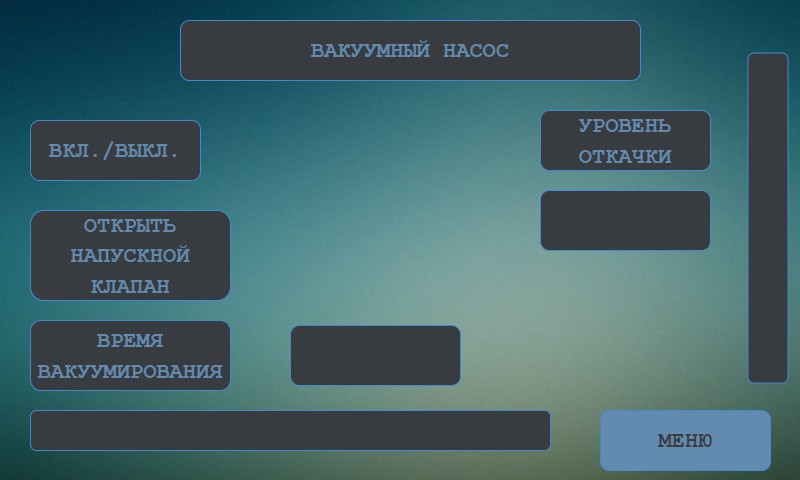 ВАКУУМНЫЙ НАСОС
ВКЛ./ВЫКЛ.
УРОВЕНЬ
ОТКАЧКИ
ОТКРЫТЬ
НАПУСКНОЙ
КЛАПАН
ВРЕМЯ
ВАКУУМИРОВАНИЯ
МЕНЮ